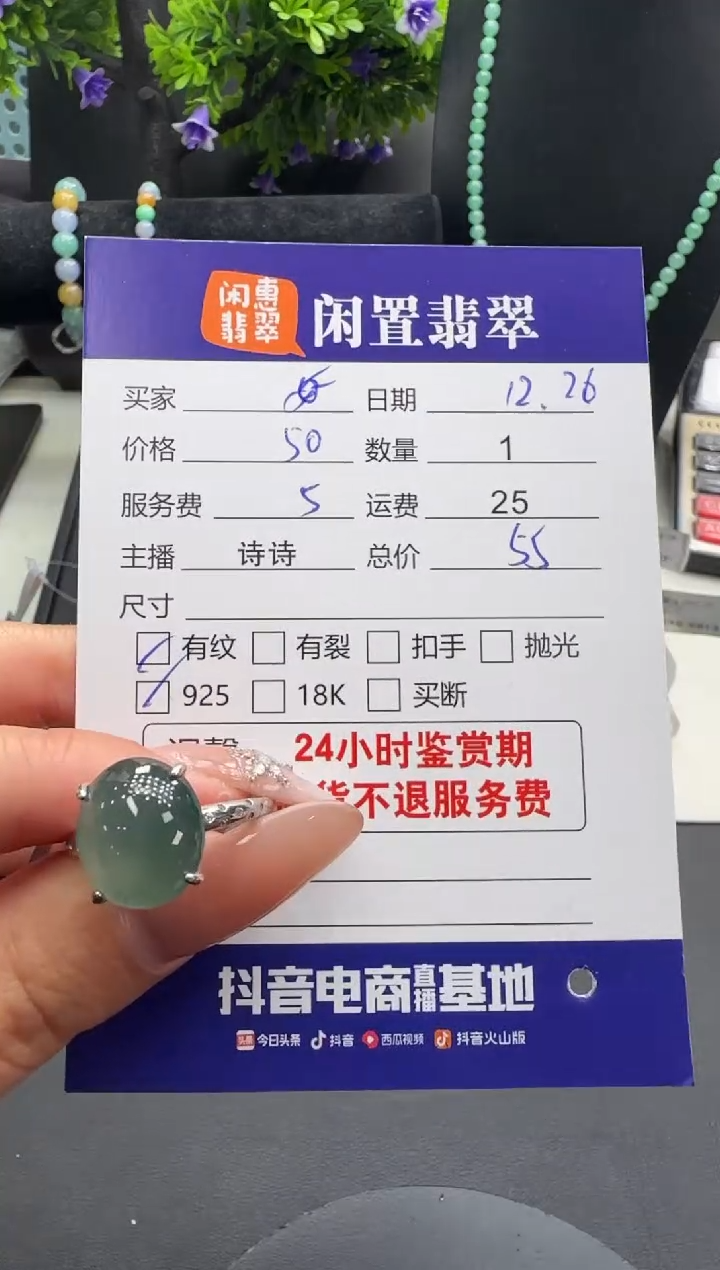 闲惠翡翠 闲置翡翠
买家 日期 12.26
价格 50 数量 1
服务费 5 运费 25
主播 诗诗 总价 55
尺寸
有纹 有裂 扣手 抛光
925 18K 买断
24小时鉴赏期
货不退服务费
抖音电商直播基地
头条 今日头条 抖音 西瓜视频 抖音火山版